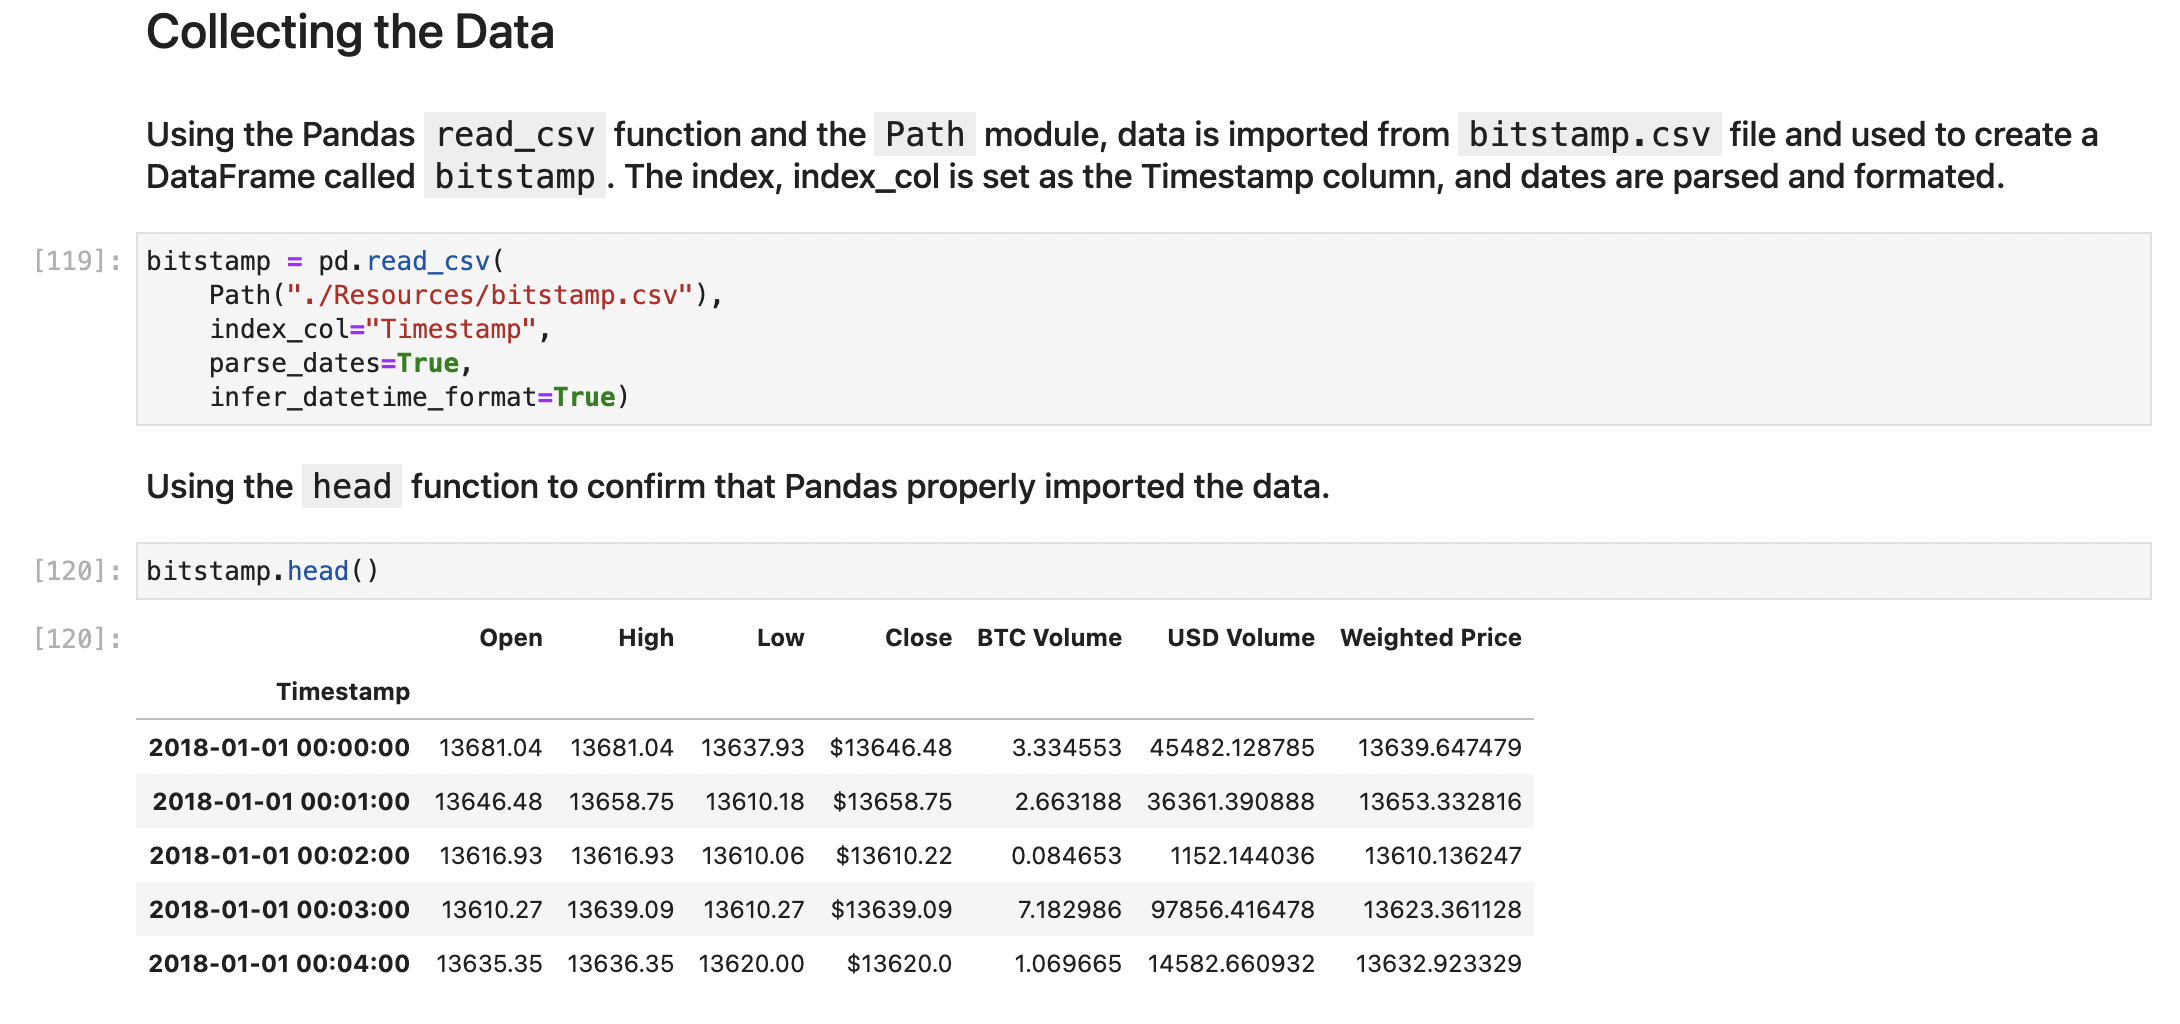 Collecting the Data
Using the Pandas read_csv function and the Path module, data is imported from bitstamp.csv file and used to create a
DataFrame called bitstamp . The index, index_col is set as the Timestamp column, and dates are parsed and formated.
[119]: bitstamp = pd.read_csv(
    Path("./Resources/bitstamp.csv"),
    index_col="Timestamp",
    parse_dates=True,
    infer_datetime_format=True)
Using the head function to confirm that Pandas properly imported the data.
[120]: bitstamp.head()
[120]: Open High Low Close BTC Volume USD Volume Weighted Price
Timestamp
2018-01-01 00:00:00 13681.04 13681.04 13637.93 $13646.48 3.334553 45482.128785 13639.647479
2018-01-01 00:01:00 13646.48 13658.75 13610.18 $13658.75 2.663188 36361.390888 13653.332816
2018-01-01 00:02:00 13616.93 13616.93 13610.06 $13610.22 0.084653 1152.144036 13610.136247
2018-01-01 00:03:00 13610.27 13639.09 13610.27 $13639.09 7.182986 97856.416478 13623.361128
2018-01-01 00:04:00 13635.35 13636.35 13620.00 $13620.0 1.069665 14582.660932 13632.923329